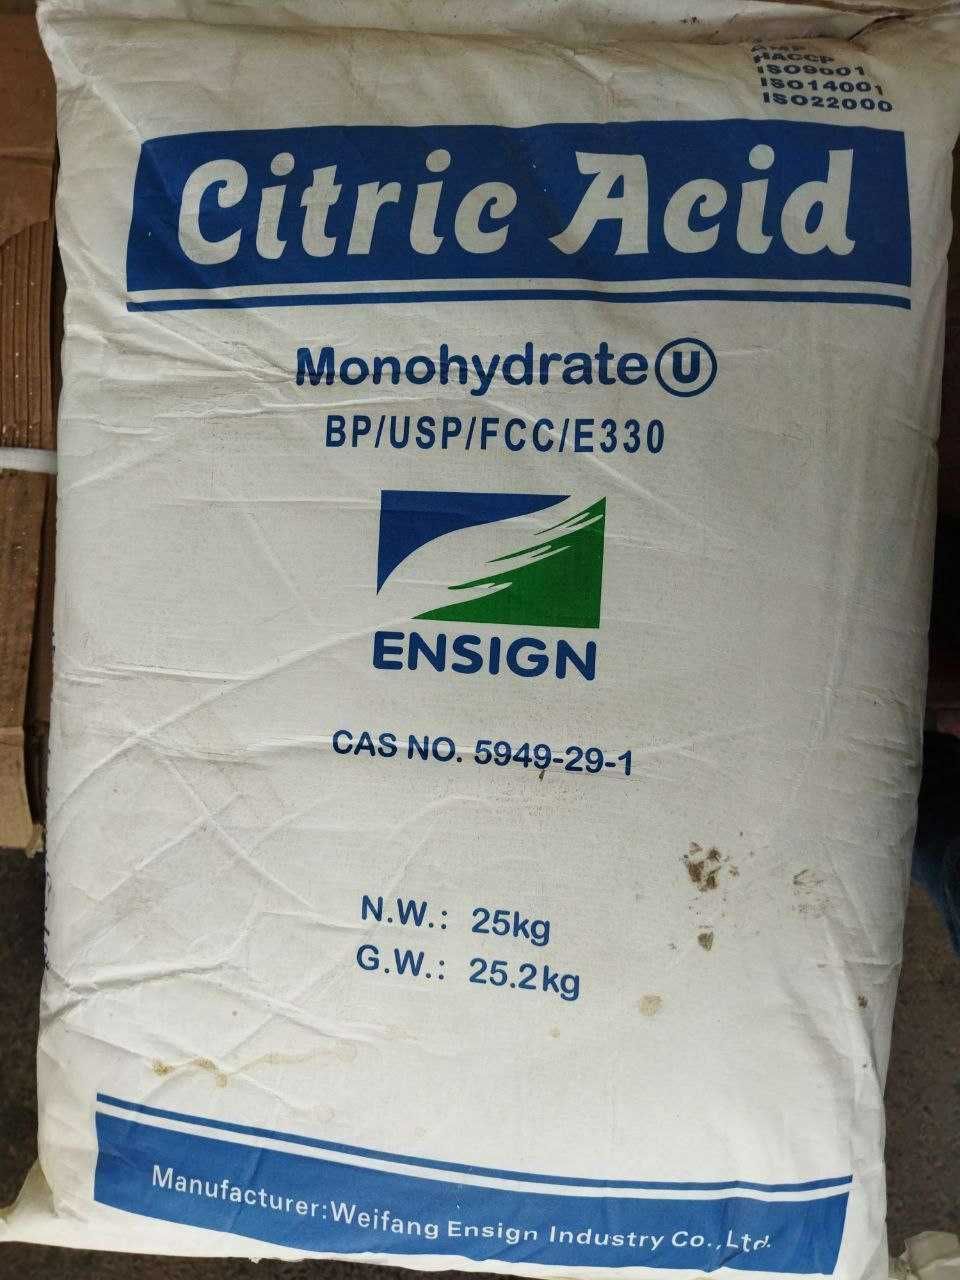 HACCP
ISO9001
ISO14001
ISO22000
Citric Acid
Monohydrate Ⓤ
BP/USP/FCC/E330
ENSIGN
CAS NO. 5949-29-1
N.W.: 25kg
G.W.: 25.2kg
Manufacturer:Weifang Ensign Industry Co.,Ltd.